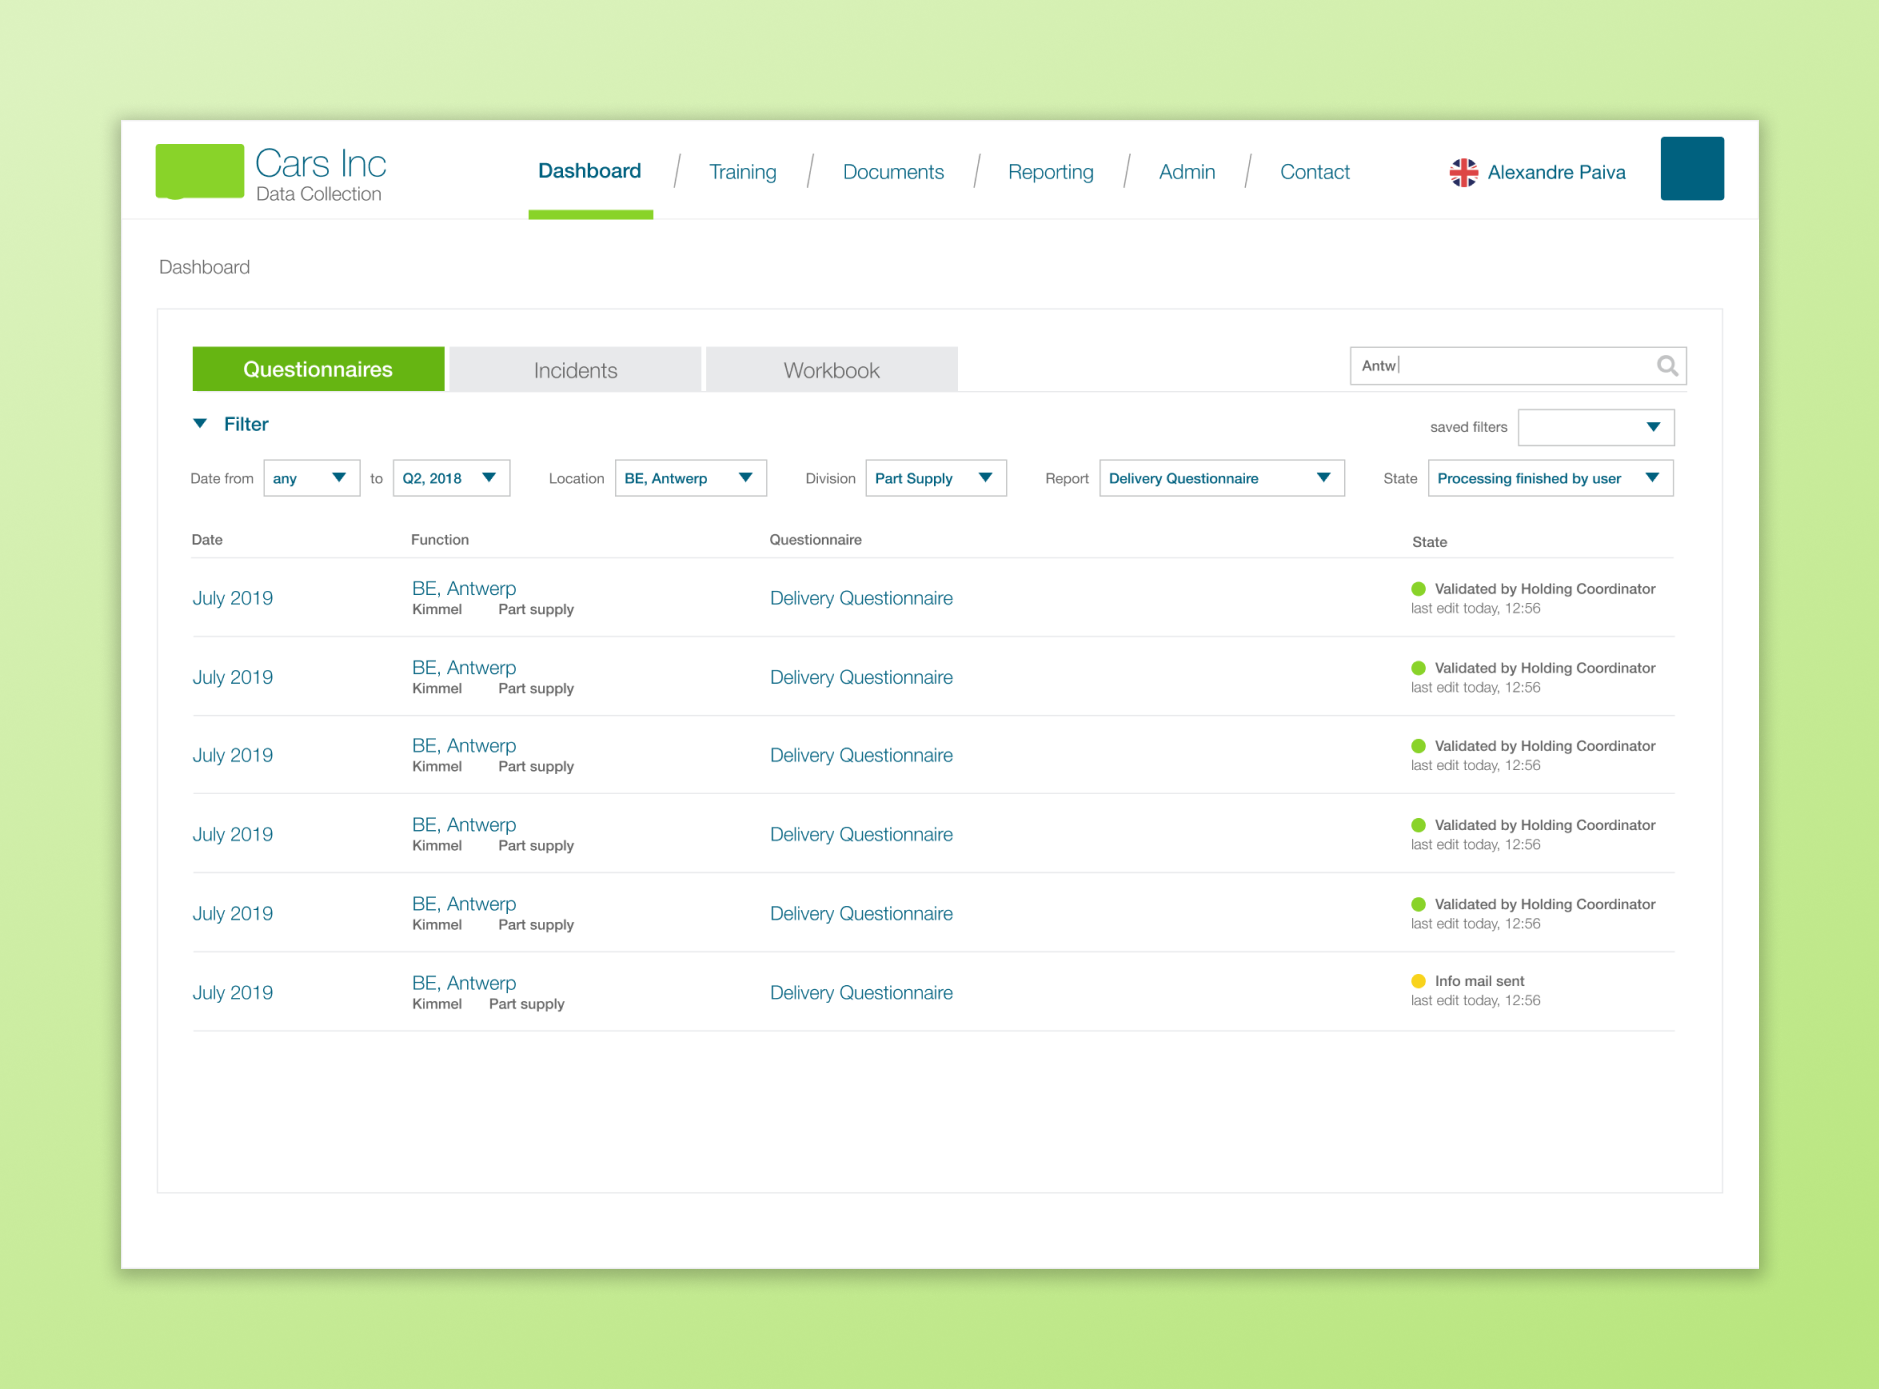 Cars Inc
Data Collection
Dashboard
Training
Documents
Reporting
Admin
Contact
Alexandre Paiva
Dashboard
Questionnaires
Incidents
Workbook
Antw
Filter
saved filters
Date from any to Q2, 2018 Location BE, Antwerp Division Part Supply Report Delivery Questionnaire State Processing finished by user
Date Function Questionnaire State
July 2019
BE, Antwerp
Kimmel Part supply
Delivery Questionnaire
Validated by Holding Coordinator
last edit today, 12:56
July 2019
BE, Antwerp
Kimmel Part supply
Delivery Questionnaire
Validated by Holding Coordinator
last edit today, 12:56
July 2019
BE, Antwerp
Kimmel Part supply
Delivery Questionnaire
Validated by Holding Coordinator
last edit today, 12:56
July 2019
BE, Antwerp
Kimmel Part supply
Delivery Questionnaire
Validated by Holding Coordinator
last edit today, 12:56
July 2019
BE, Antwerp
Kimmel Part supply
Delivery Questionnaire
Validated by Holding Coordinator
last edit today, 12:56
July 2019
BE, Antwerp
Kimmel Part supply
Delivery Questionnaire
Info mail sent
last edit today, 12:56